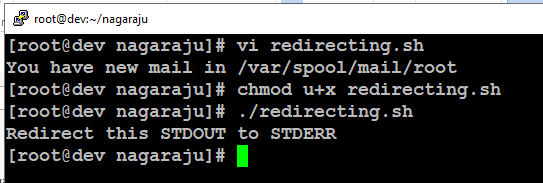 root@dev:~/nagaraju
[root@dev nagaraju]# vi redirecting.sh
You have new mail in /var/spool/mail/root
[root@dev nagaraju]# chmod u+x redirecting.sh
[root@dev nagaraju]# ./redirecting.sh
Redirect this STDOUT to STDERR
[root@dev nagaraju]#